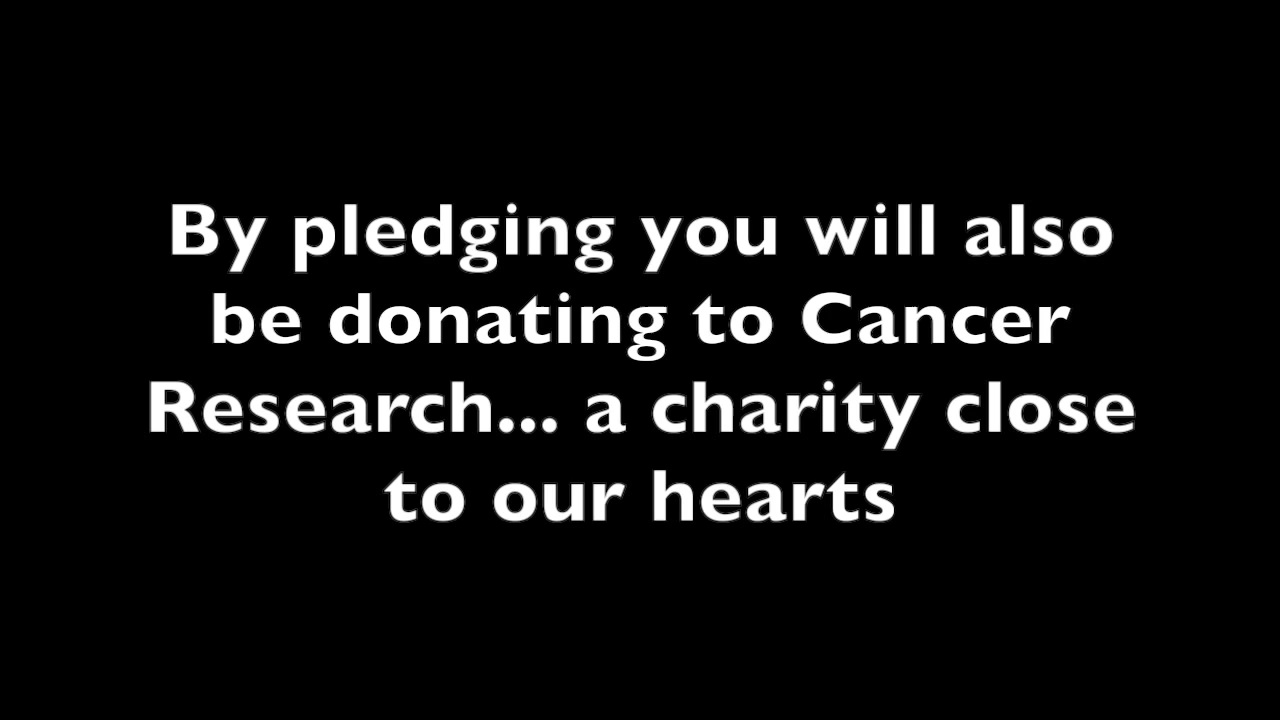 By pledging you will also
be donating to Cancer
Research... a charity close
to our hearts